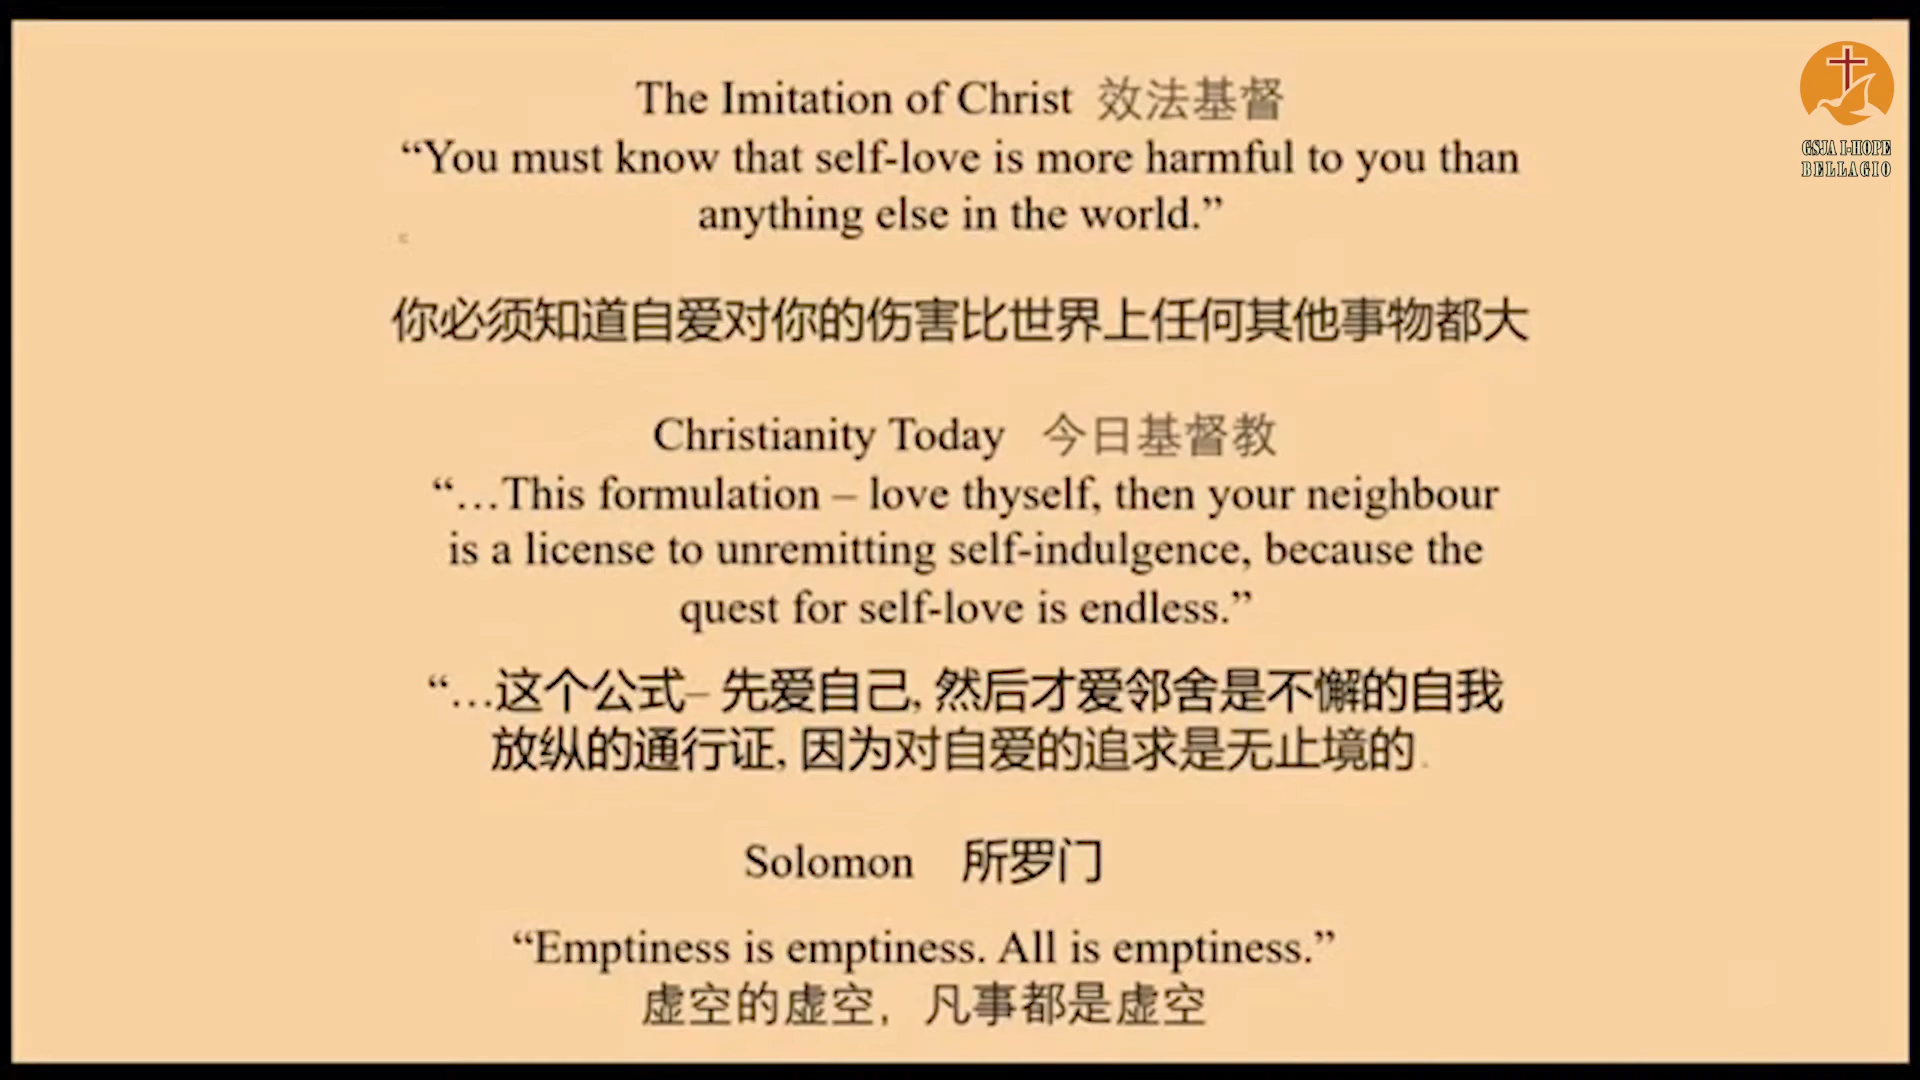 The Imitation of Christ 效法基督
“You must know that self-love is more harmful to you than
anything else in the world.”
你必须知道自爱对你的伤害比世界上任何其他事物都大
Christianity Today 今日基督教
“…This formulation – love thyself, then your neighbour
is a license to unremitting self-indulgence, because the
quest for self-love is endless.”
“…这个公式– 先爱自己, 然后才爱邻舍是不懈的自我
放纵的通行证, 因为对自爱的追求是无止境的.
Solomon 所罗门
“Emptiness is emptiness. All is emptiness.”
虚空的虚空，凡事都是虚空
GSJA I-HOPE
BELLAGIO